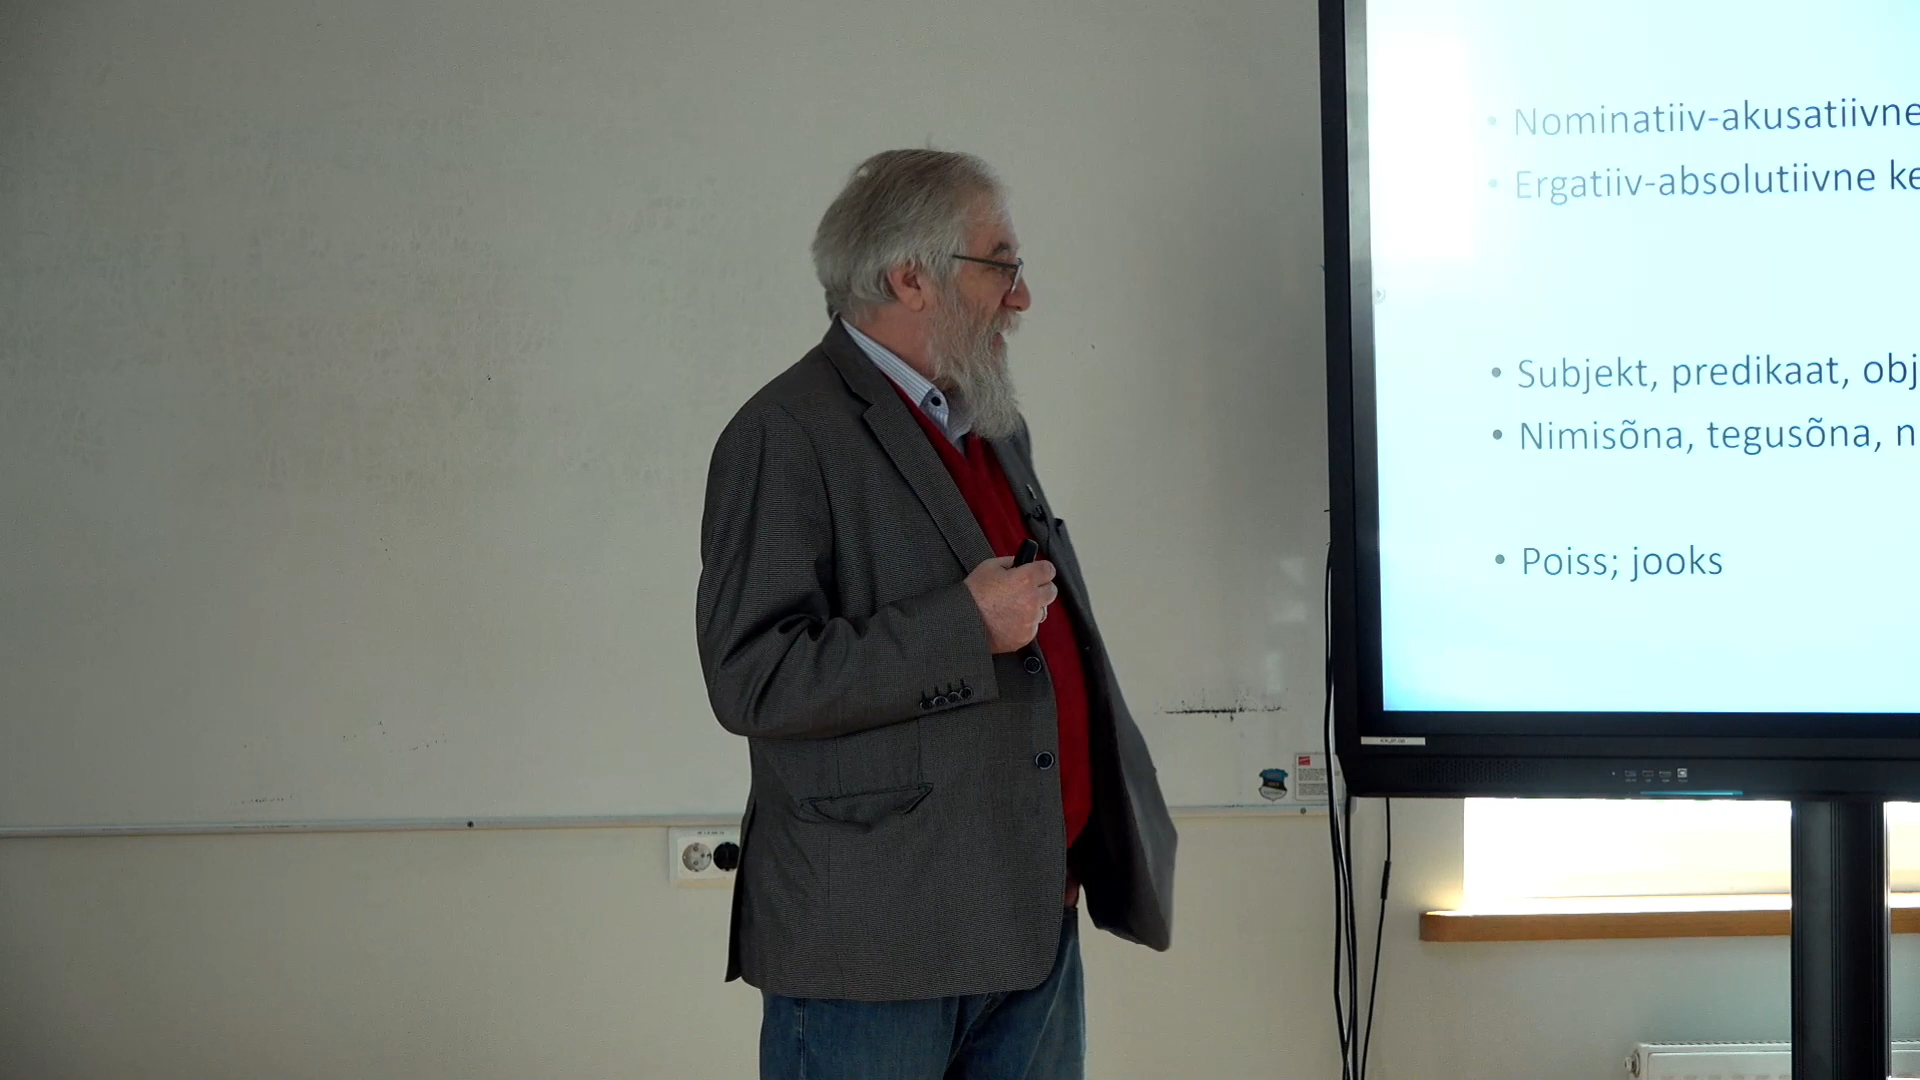 • Nominatiiv-akusatiivne
• Ergatiiv-absolutiivne ke
• Subjekt, predikaat, obj
• Nimisõna, tegusõna, n
• Poiss; jooks